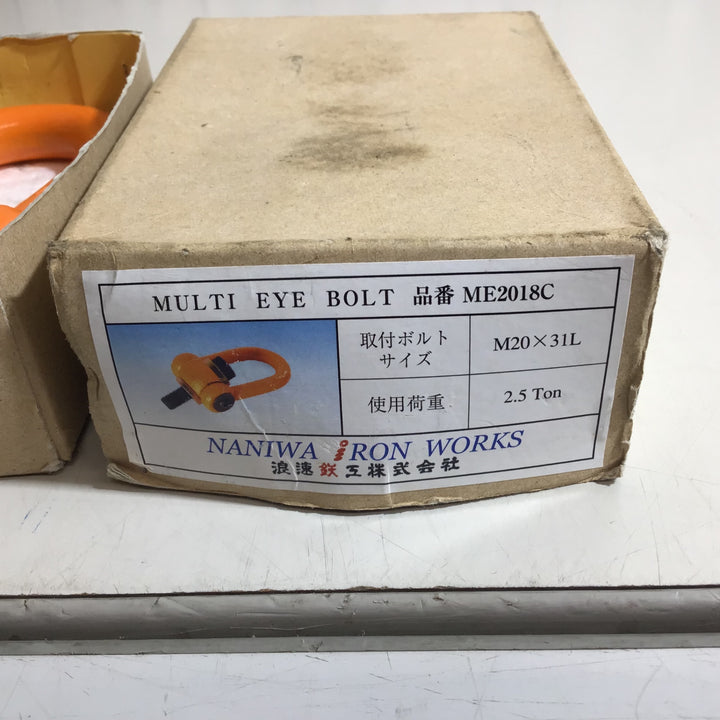 MULTI EYE BOLT 品番 ME2018C
取付ボルト
サイズ
M20×31L
使用荷重
2.5 Ton
NANIWA iRON WORKS
浪速鉄工株式会社